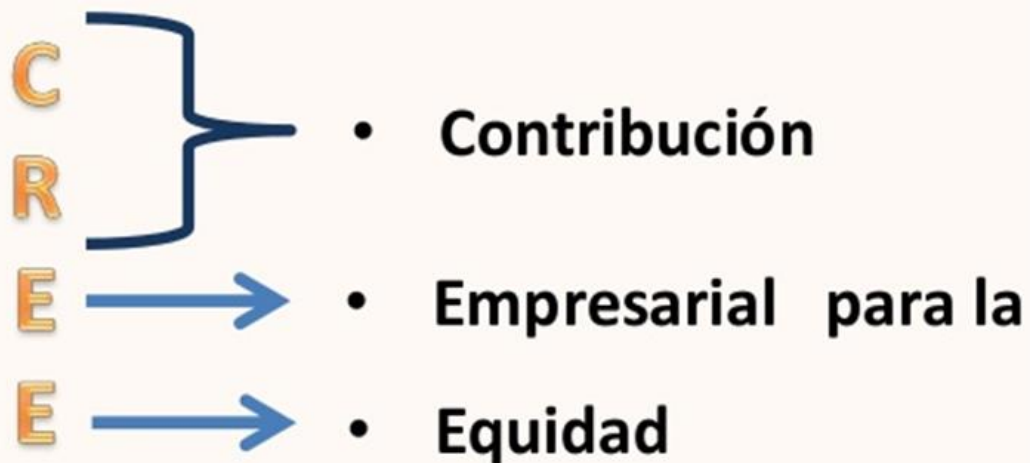 C
R
• Contribución
E • Empresarial para la
E • Equidad